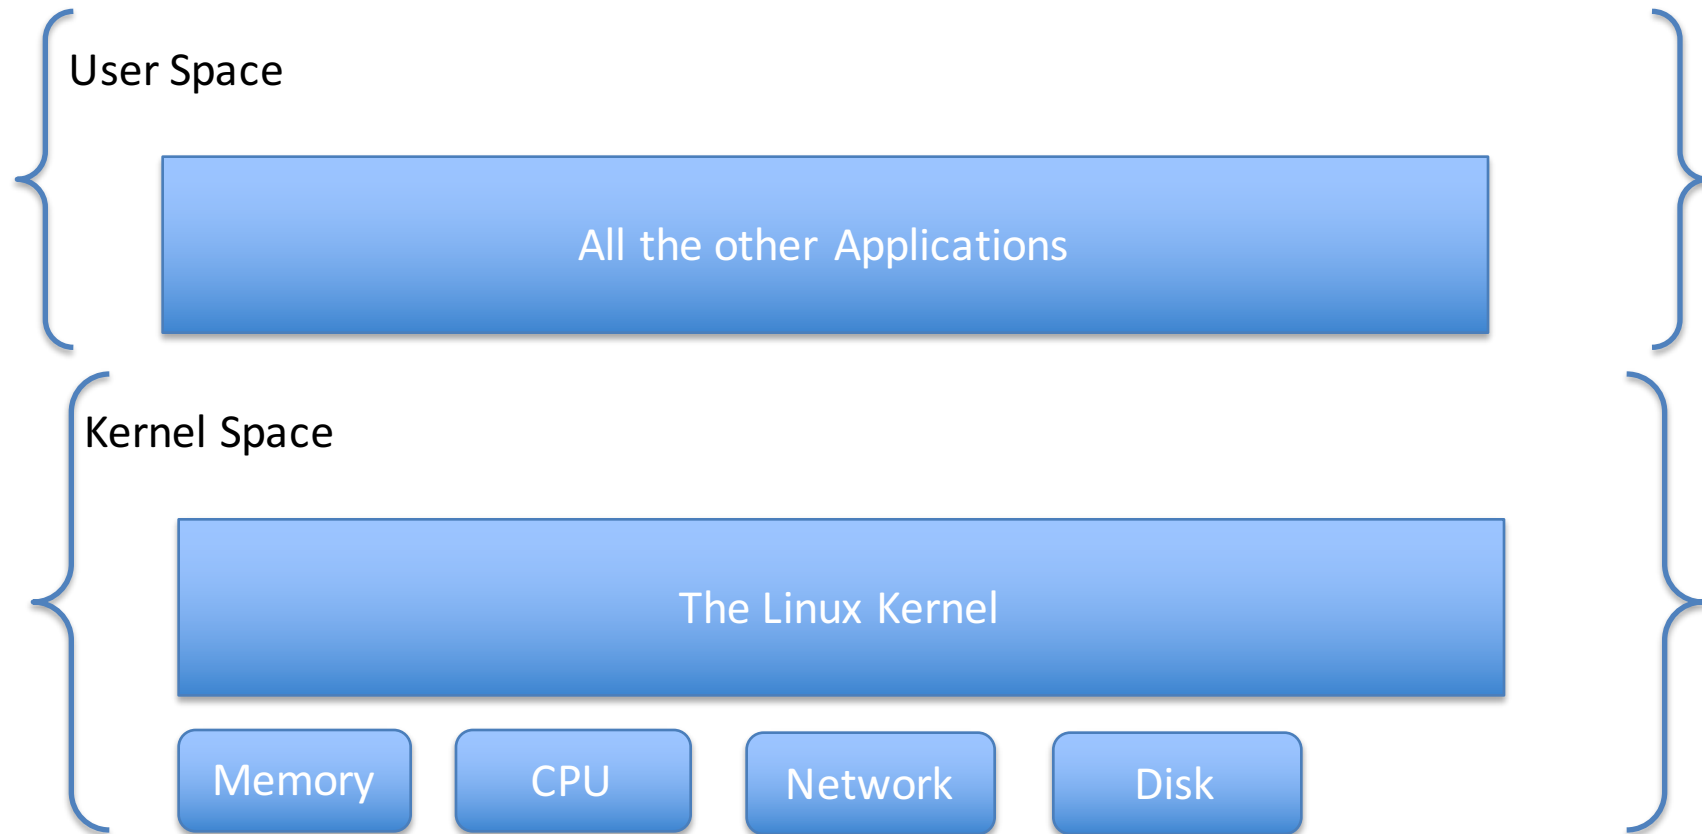 User Space
All the other Applications
Kernel Space
The Linux Kernel
Memory
CPU
Network
Disk